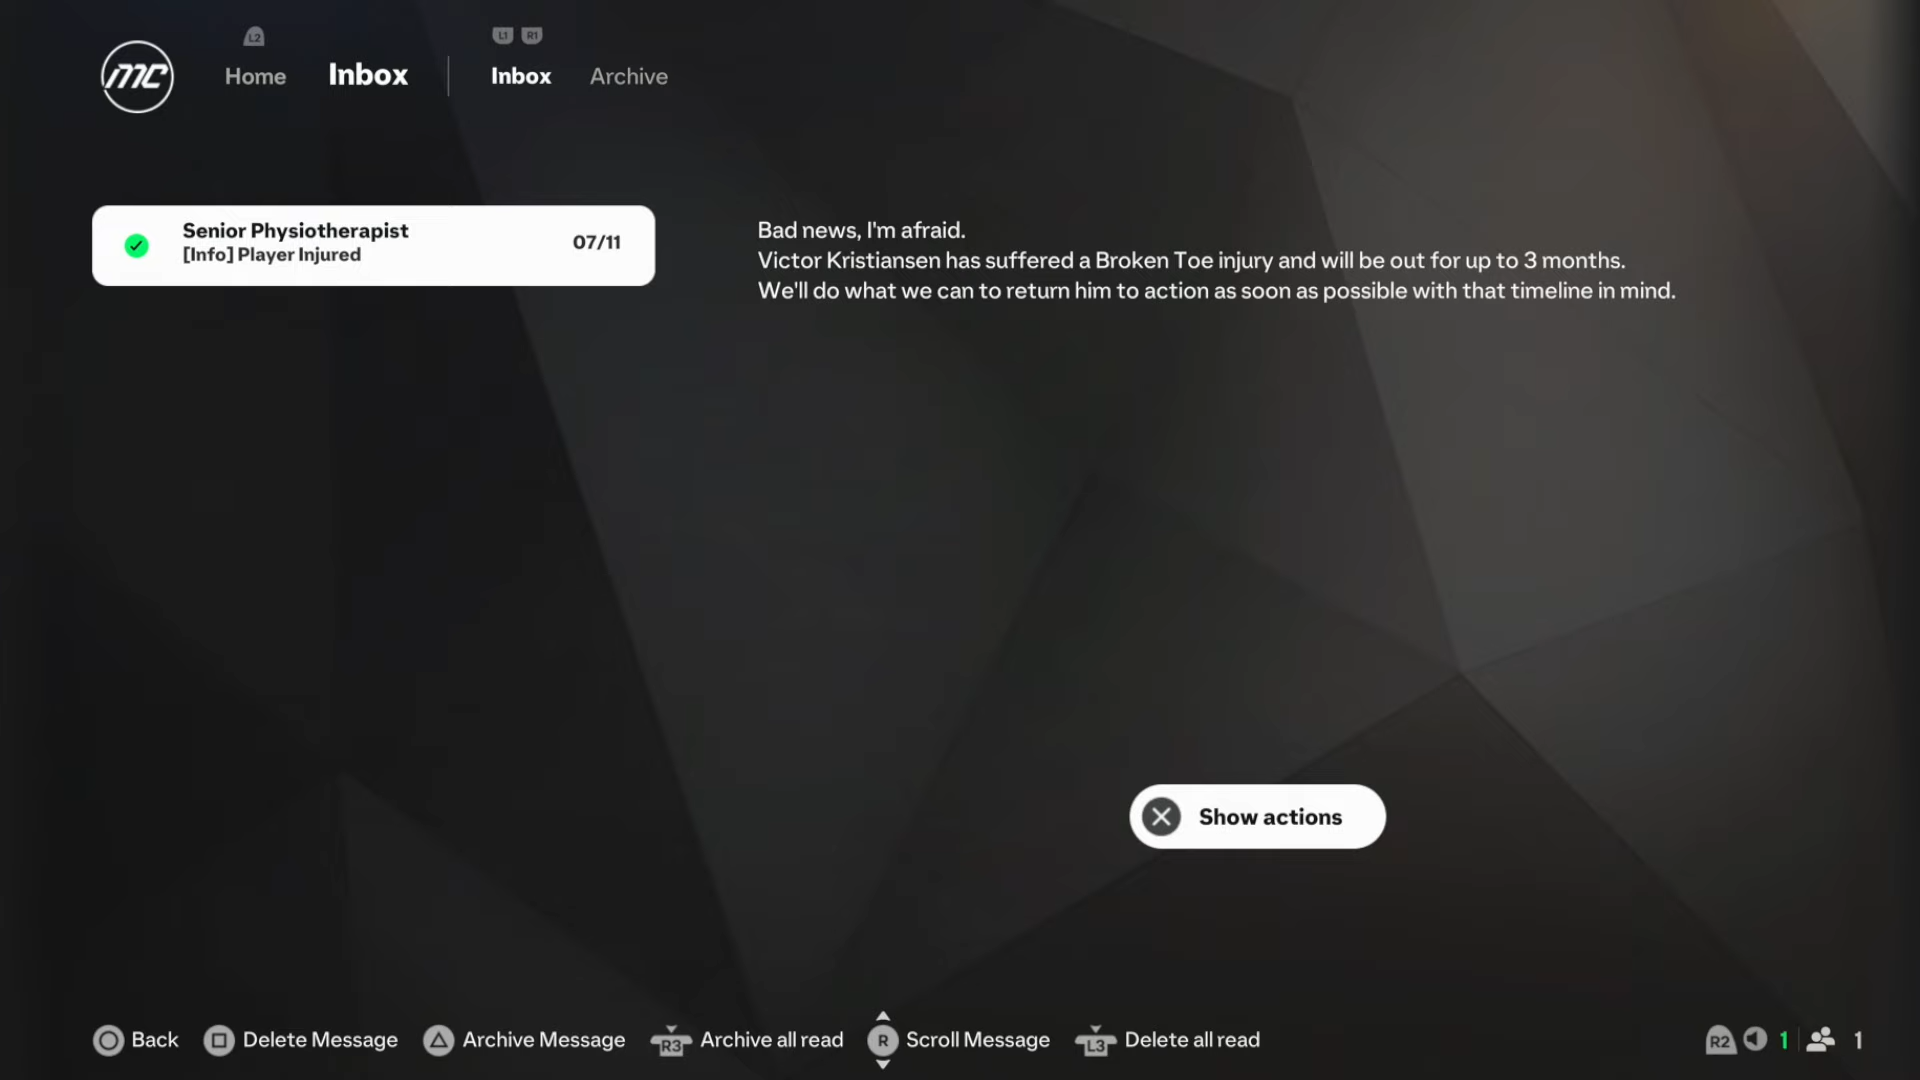 L2
L1 R1
MC
Home
Inbox
Inbox
Archive
Senior Physiotherapist
[Info] Player Injured
07/11
Bad news, I'm afraid.
Victor Kristiansen has suffered a Broken Toe injury and will be out for up to 3 months.
We'll do what we can to return him to action as soon as possible with that timeline in mind.
Show actions
Back
Delete Message
Archive Message
R3 Archive all read
R Scroll Message
L3 Delete all read
R2 1 1